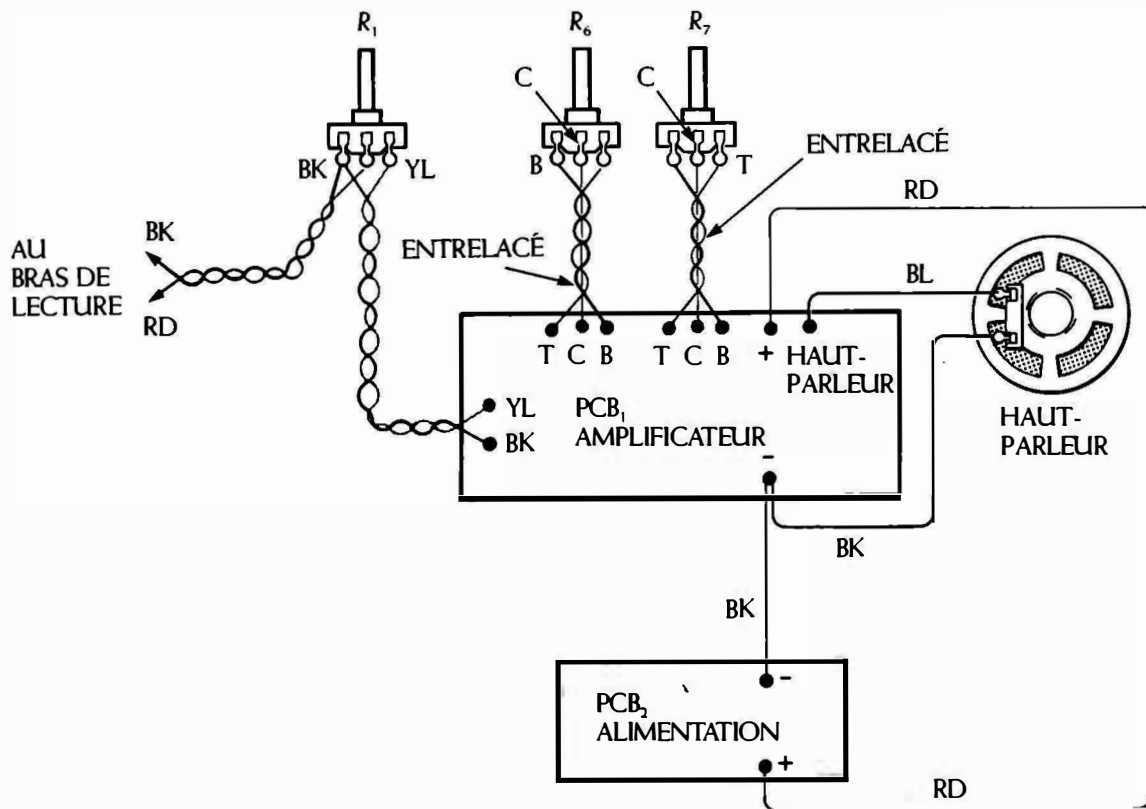 R₁
R₆
R₇
C
C
BK
YL
B
T
ENTRELACÉ
RD
AU
BRAS DE
LECTURE
BK
RD
ENTRELACÉ
BL
T C B
T C B
+
HAUT-
PARLEUR
YL
BK
PCB₁
AMPLIFICATEUR
-
HAUT-
PARLEUR
BK
BK
PCB₂
ALIMENTATION
-
+
RD